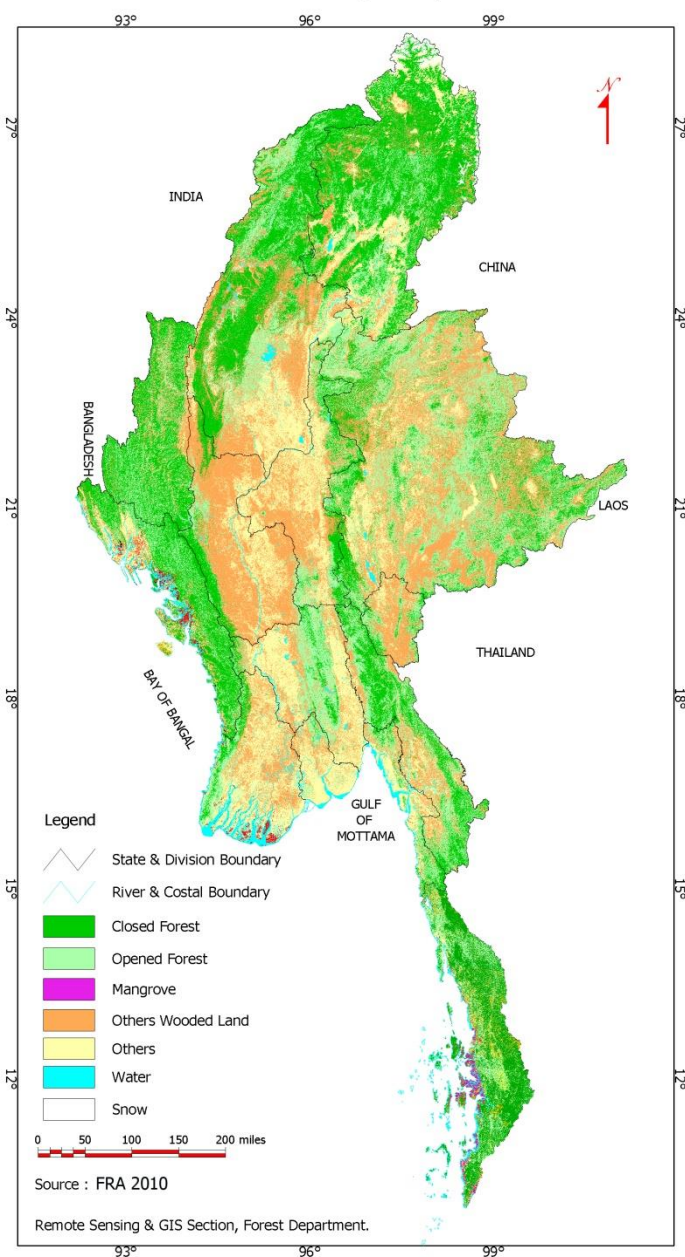 93° 96° 99°
N
27° 27°
INDIA
CHINA
24° 24°
BANGLADESH
21° 21°
LAOS
THAILAND
18° 18°
BAY OF BANGAL
GULF
OF
MOTTAMA
Legend
State & Division Boundary
River & Costal Boundary
15° 15°
Closed Forest
Opened Forest
Mangrove
Others Wooded Land
Others
12° 12°
Water
Snow
0 50 100 150 200 miles
Source : FRA 2010
Remote Sensing & GIS Section, Forest Department.
93° 96° 99°